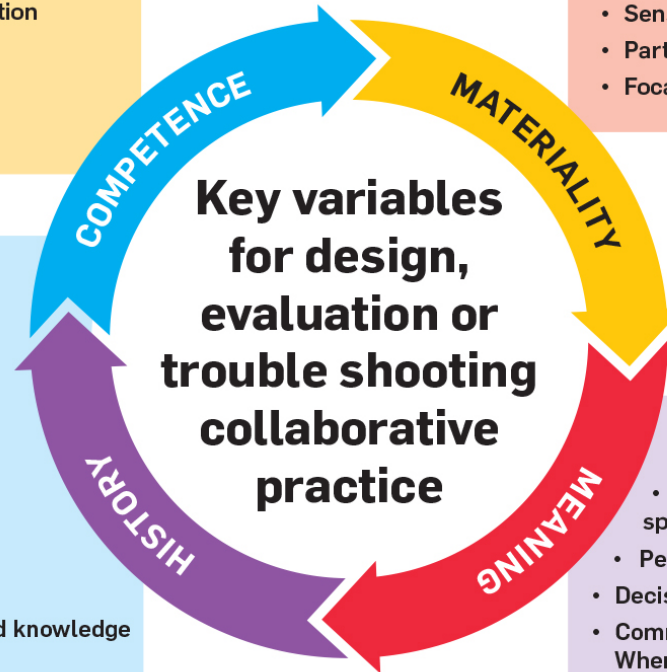 tion
• Sen
• Part
• Foca
COMPETENCE
MATERIALITY
Key variables
for design,
evaluation or
trouble shooting
collaborative
practice
HISTORY
MEANING
•
sp
• Pe
• Decis
d knowledge
• Comm
When